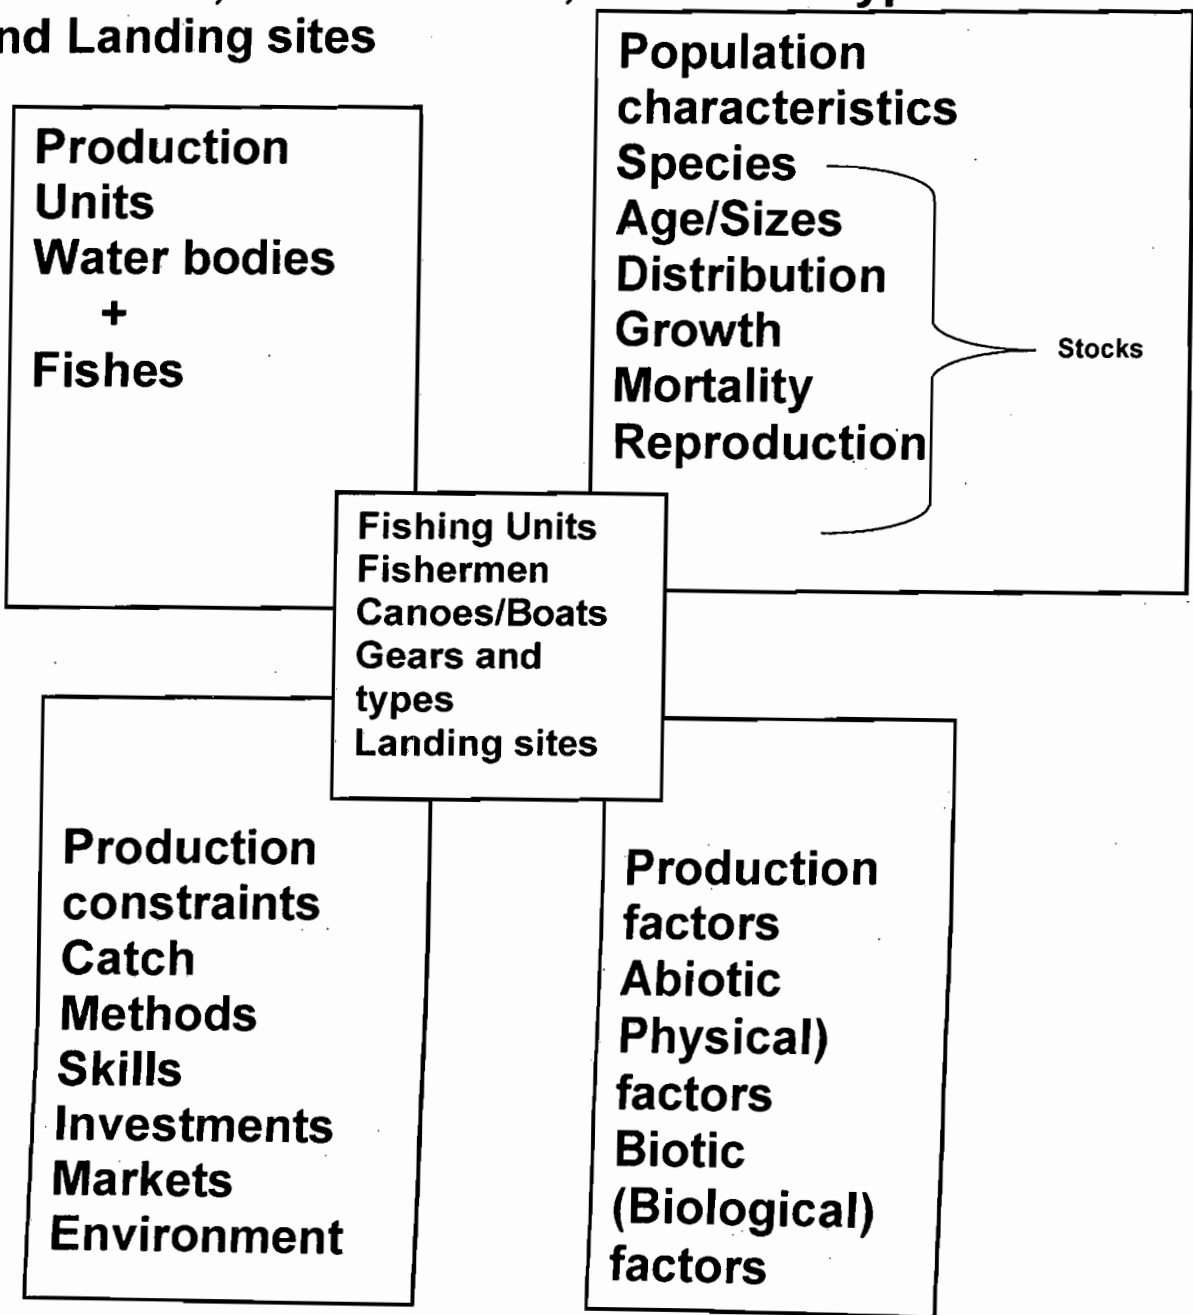 nd Landing sites
Production
Units
Water bodies
+
Fishes
Population
characteristics
Species
Age/Sizes
Distribution
Growth
Mortality
Reproduction
Stocks
Fishing Units
Fishermen
Canoes/Boats
Gears and
types
Landing sites
Production
constraints
Catch
Methods
Skills
Investments
Markets
Environment
Production
factors
Abiotic
Physical)
factors
Biotic
(Biological)
factors